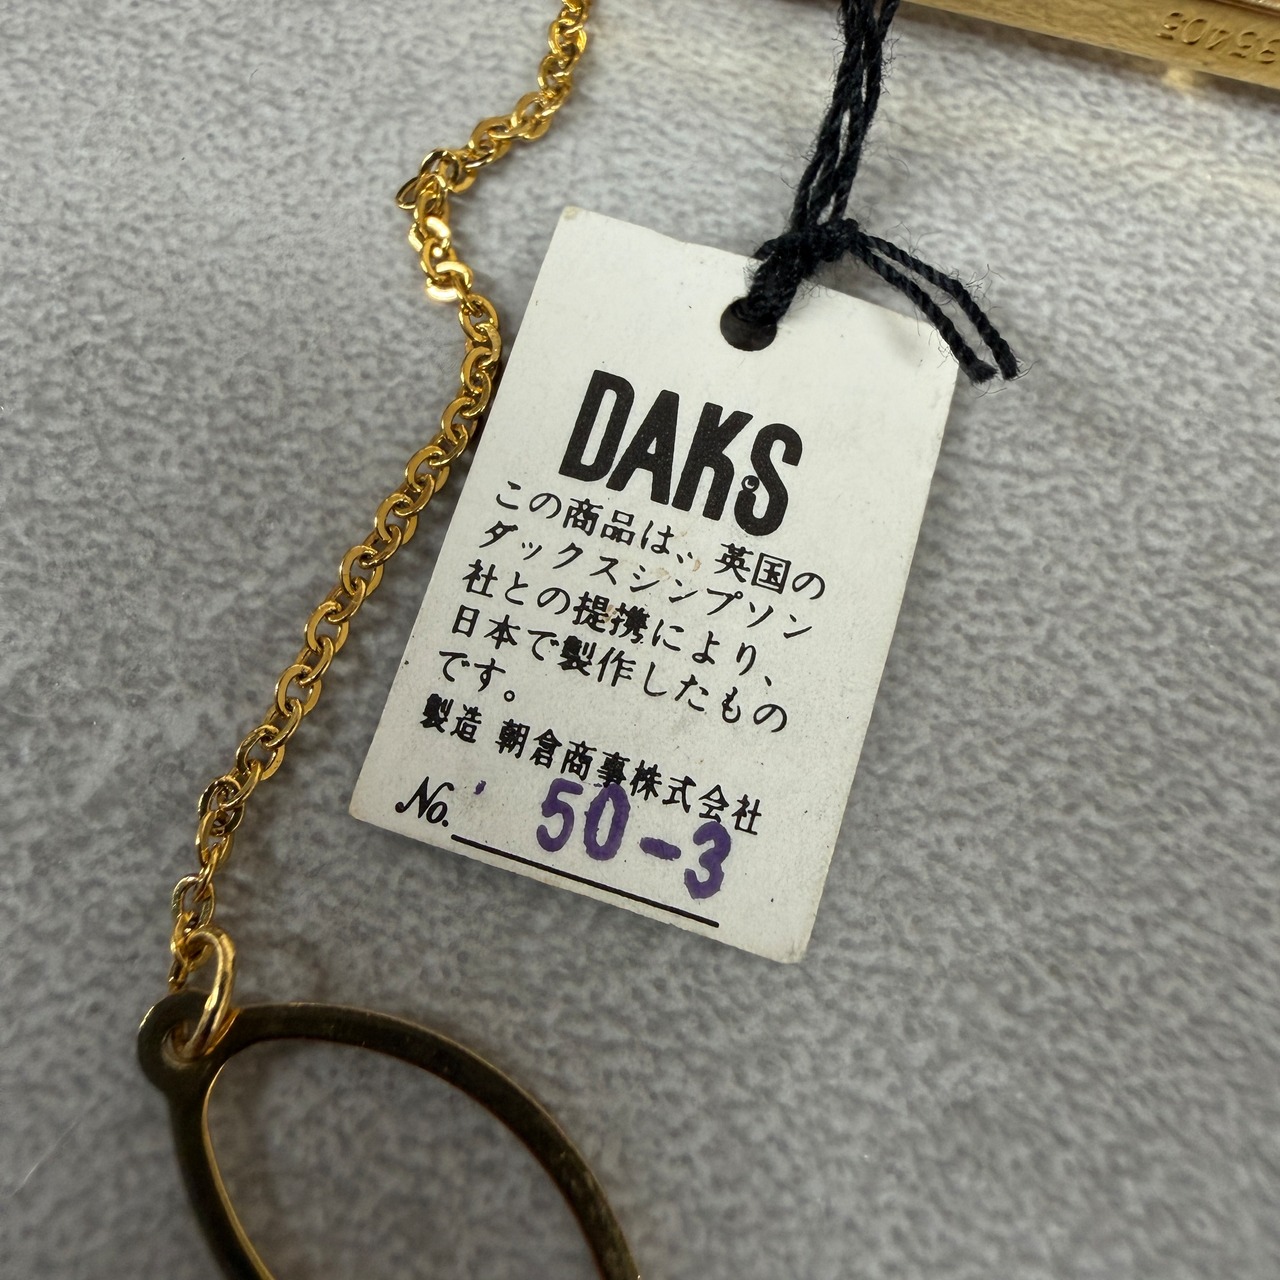 95405
DAKS
この商品は、英国の
ダックスシンプソン
社との提携により、
日本で製作したもの
です。
製造 朝倉商事株式会社
No. 50-3